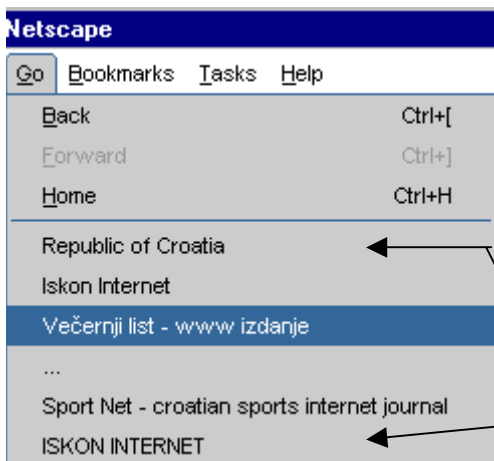 Netscape
Go Bookmarks Tasks Help
Back Ctrl+[
Forward Ctrl+]
Home Ctrl+H
Republic of Croatia
Iskon Internet
Večernji list - www izdanje
...
Sport Net - croatian sports internet journal
ISKON INTERNET